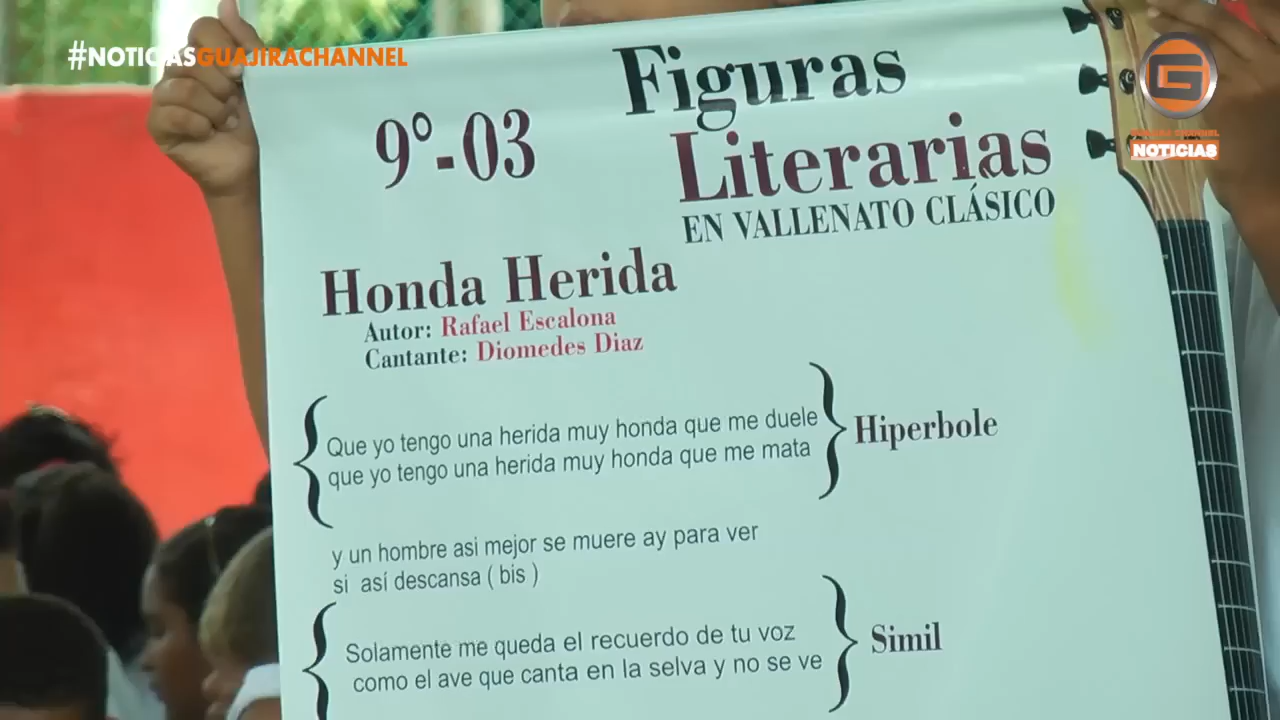 #NOTICIASGUAJIRACHANNEL
G
GUAJIRA CHANNEL
NOTICIAS
9°-03
Figuras
Literarias
EN VALLENATO CLÁSICO
Honda Herida
Autor: Rafael Escalona
Cantante: Diomedes Diaz
Que yo tengo una herida muy honda que me duele
que yo tengo una herida muy honda que me mata
Hiperbole
y un hombre asi mejor se muere ay para ver
si así descansa ( bis )
Solamente me queda el recuerdo de tu voz
como el ave que canta en la selva y no se ve
Simil